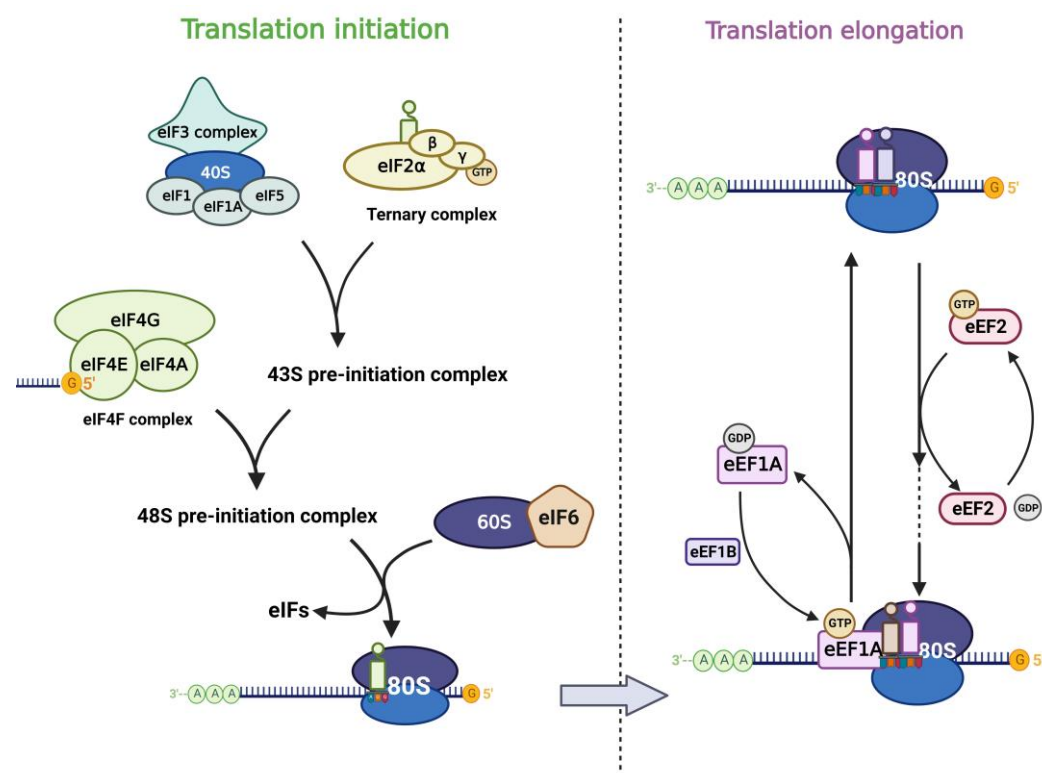 Translation initiation
eIF3 complex
40S
eIF1
eIF1A
eIF5
eIF2α
β
γ
GTP
Ternary complex
eIF4G
eIF4E
eIF4A
G
5'
eIF4F complex
43S pre-initiation complex
48S pre-initiation complex
60S
eIF6
eIFs
80S
3'--
A A A
G
5'
Translation elongation
80S
3'--
A A A
G
5'
GTP
eEF2
eEF2
GDP
GDP
eEF1A
eEF1B
GTP
eEF1A
80S
3'--
A A A
G
5